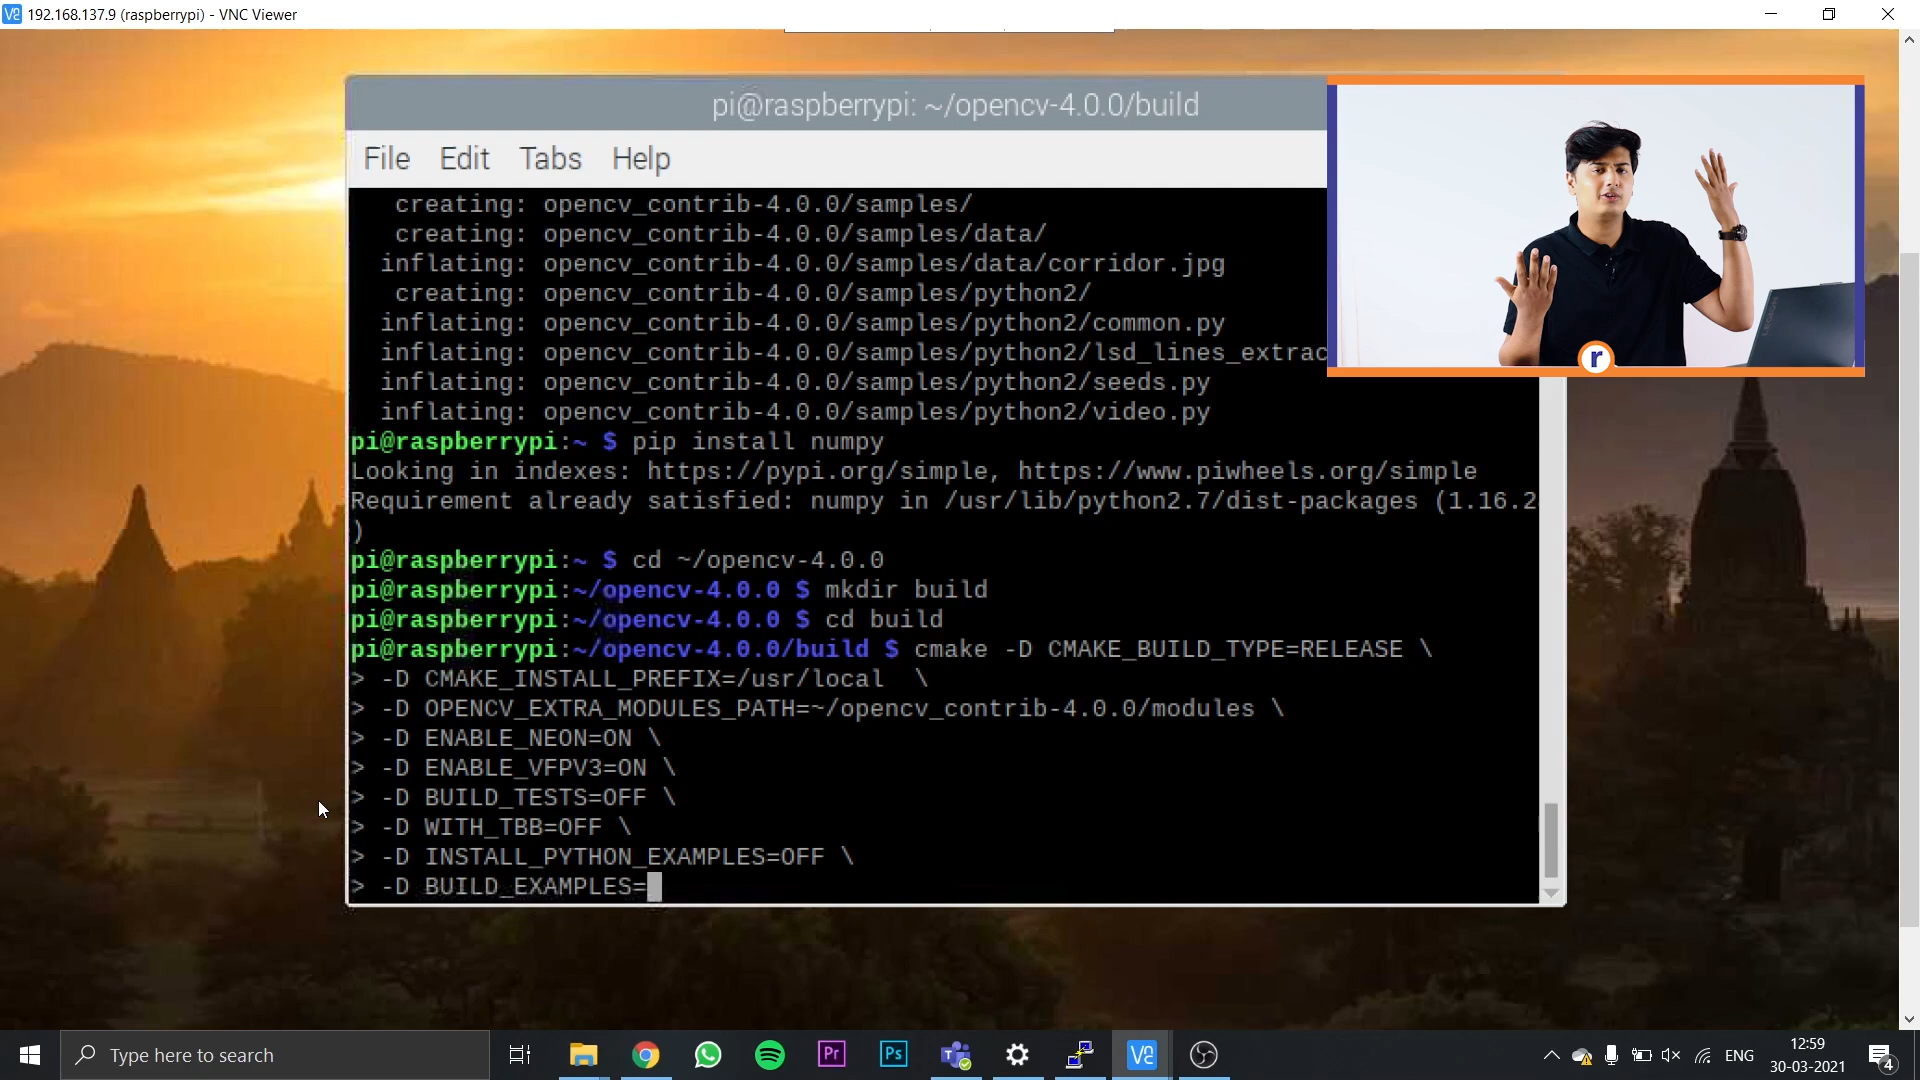 192.168.137.9 (raspberrypi) - VNC Viewer
pi@raspberrypi: ~/opencv-4.0.0/build
File Edit Tabs Help
creating: opencv_contrib-4.0.0/samples/
creating: opencv_contrib-4.0.0/samples/data/
inflating: opencv_contrib-4.0.0/samples/data/corridor.jpg
creating: opencv_contrib-4.0.0/samples/python2/
inflating: opencv_contrib-4.0.0/samples/python2/common.py
inflating: opencv_contrib-4.0.0/samples/python2/lsd_lines_extrac
inflating: opencv_contrib-4.0.0/samples/python2/seeds.py
inflating: opencv_contrib-4.0.0/samples/python2/video.py
pi@raspberrypi:~ $ pip install numpy
Looking in indexes: https://pypi.org/simple, https://www.piwheels.org/simple
Requirement already satisfied: numpy in /usr/lib/python2.7/dist-packages (1.16.2
)
pi@raspberrypi:~ $ cd ~/opencv-4.0.0
pi@raspberrypi:~/opencv-4.0.0 $ mkdir build
pi@raspberrypi:~/opencv-4.0.0 $ cd build
pi@raspberrypi:~/opencv-4.0.0/build $ cmake -D CMAKE_BUILD_TYPE=RELEASE \
> -D CMAKE_INSTALL_PREFIX=/usr/local  \
> -D OPENCV_EXTRA_MODULES_PATH=~/opencv_contrib-4.0.0/modules \
> -D ENABLE_NEON=ON \
> -D ENABLE_VFPV3=ON \
> -D BUILD_TESTS=OFF \
> -D WITH_TBB=OFF \
> -D INSTALL_PYTHON_EXAMPLES=OFF \
> -D BUILD_EXAMPLES=
r
Type here to search
Pr
Ps
ENG
12:59
30-03-2021
4